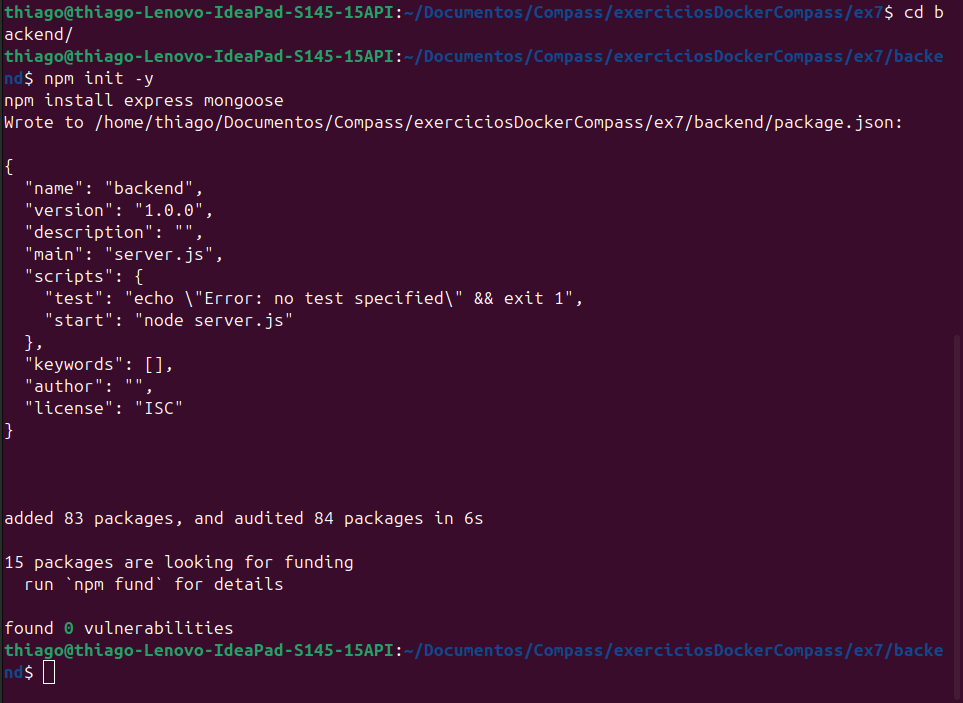 thiago@thiago-Lenovo-IdeaPad-S145-15API:~/Documentos/Compass/exerciciosDockerCompass/ex7$ cd b
ackend/
thiago@thiago-Lenovo-IdeaPad-S145-15API:~/Documentos/Compass/exerciciosDockerCompass/ex7/backe
nd$ npm init -y
npm install express mongoose
Wrote to /home/thiago/Documentos/Compass/exerciciosDockerCompass/ex7/backend/package.json:

{
  "name": "backend",
  "version": "1.0.0",
  "description": "",
  "main": "server.js",
  "scripts": {
    "test": "echo \"Error: no test specified\" && exit 1",
    "start": "node server.js"
  },
  "keywords": [],
  "author": "",
  "license": "ISC"
}

added 83 packages, and audited 84 packages in 6s

15 packages are looking for funding
  run `npm fund` for details

found 0 vulnerabilities
thiago@thiago-Lenovo-IdeaPad-S145-15API:~/Documentos/Compass/exerciciosDockerCompass/ex7/backe
nd$